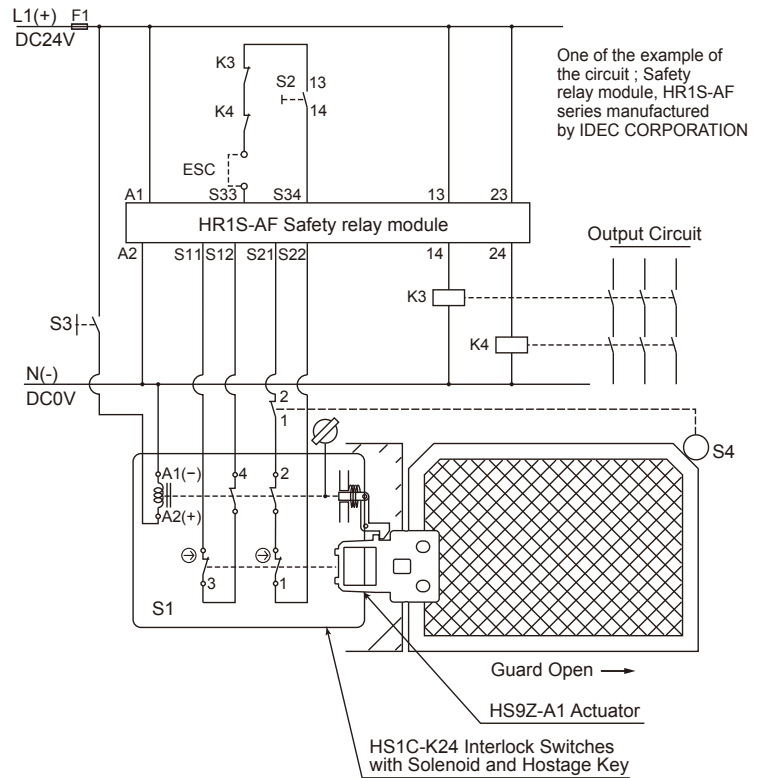 L1(+) F1
DC24V
K3
S2
13
14
K4
ESC
One of the example of
the circuit ; Safety
relay module, HR1S-AF
series manufactured
by IDEC CORPORATION
A1 S33 S34 13 23
HR1S-AF Safety relay module
A2 S11 S12 S21 S22 14 24
Output Circuit
K3
S3
K4
N(-)
DC0V
2
1
S4
A1(−) 4 2
A2(+)
3 1
S1
Guard Open
HS9Z-A1 Actuator
HS1C-K24 Interlock Switches
with Solenoid and Hostage Key